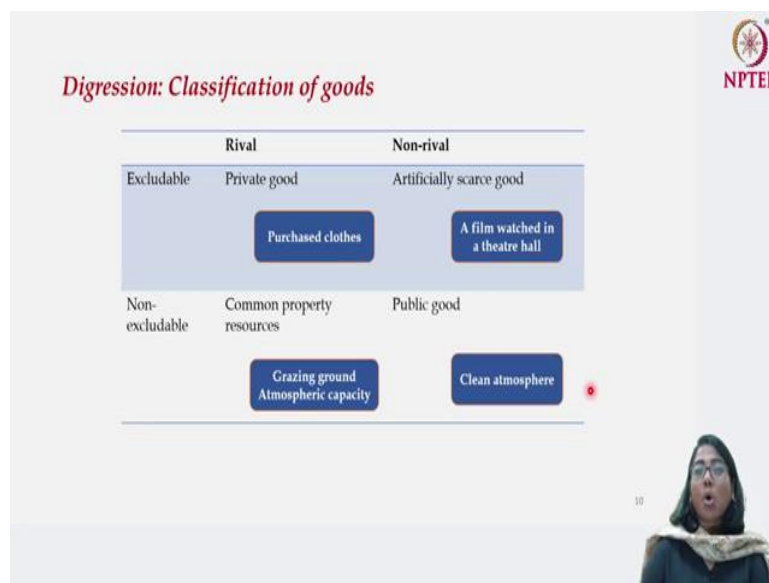 NPTEL
Digression: Classification of goods
Rival Non-rival
Excludable Private good Artificially scarce good
Purchased clothes
A film watched in
a theatre hall
Non-
excludable
Common property
resources
Public good
Grazing ground
Atmospheric capacity
Clean atmosphere
10